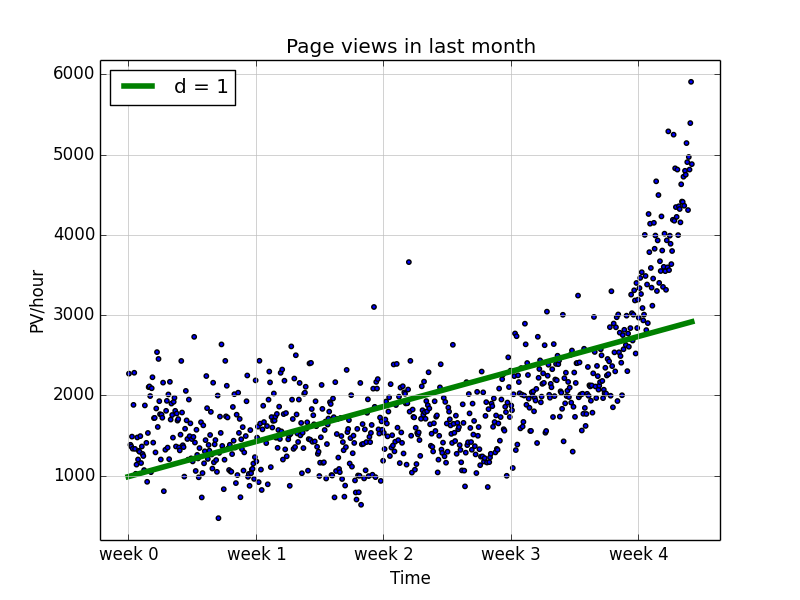 Page views in last month
d = 1
6000
5000
4000
3000
2000
1000
PV/hour
week 0 week 1 week 2 week 3 week 4
Time